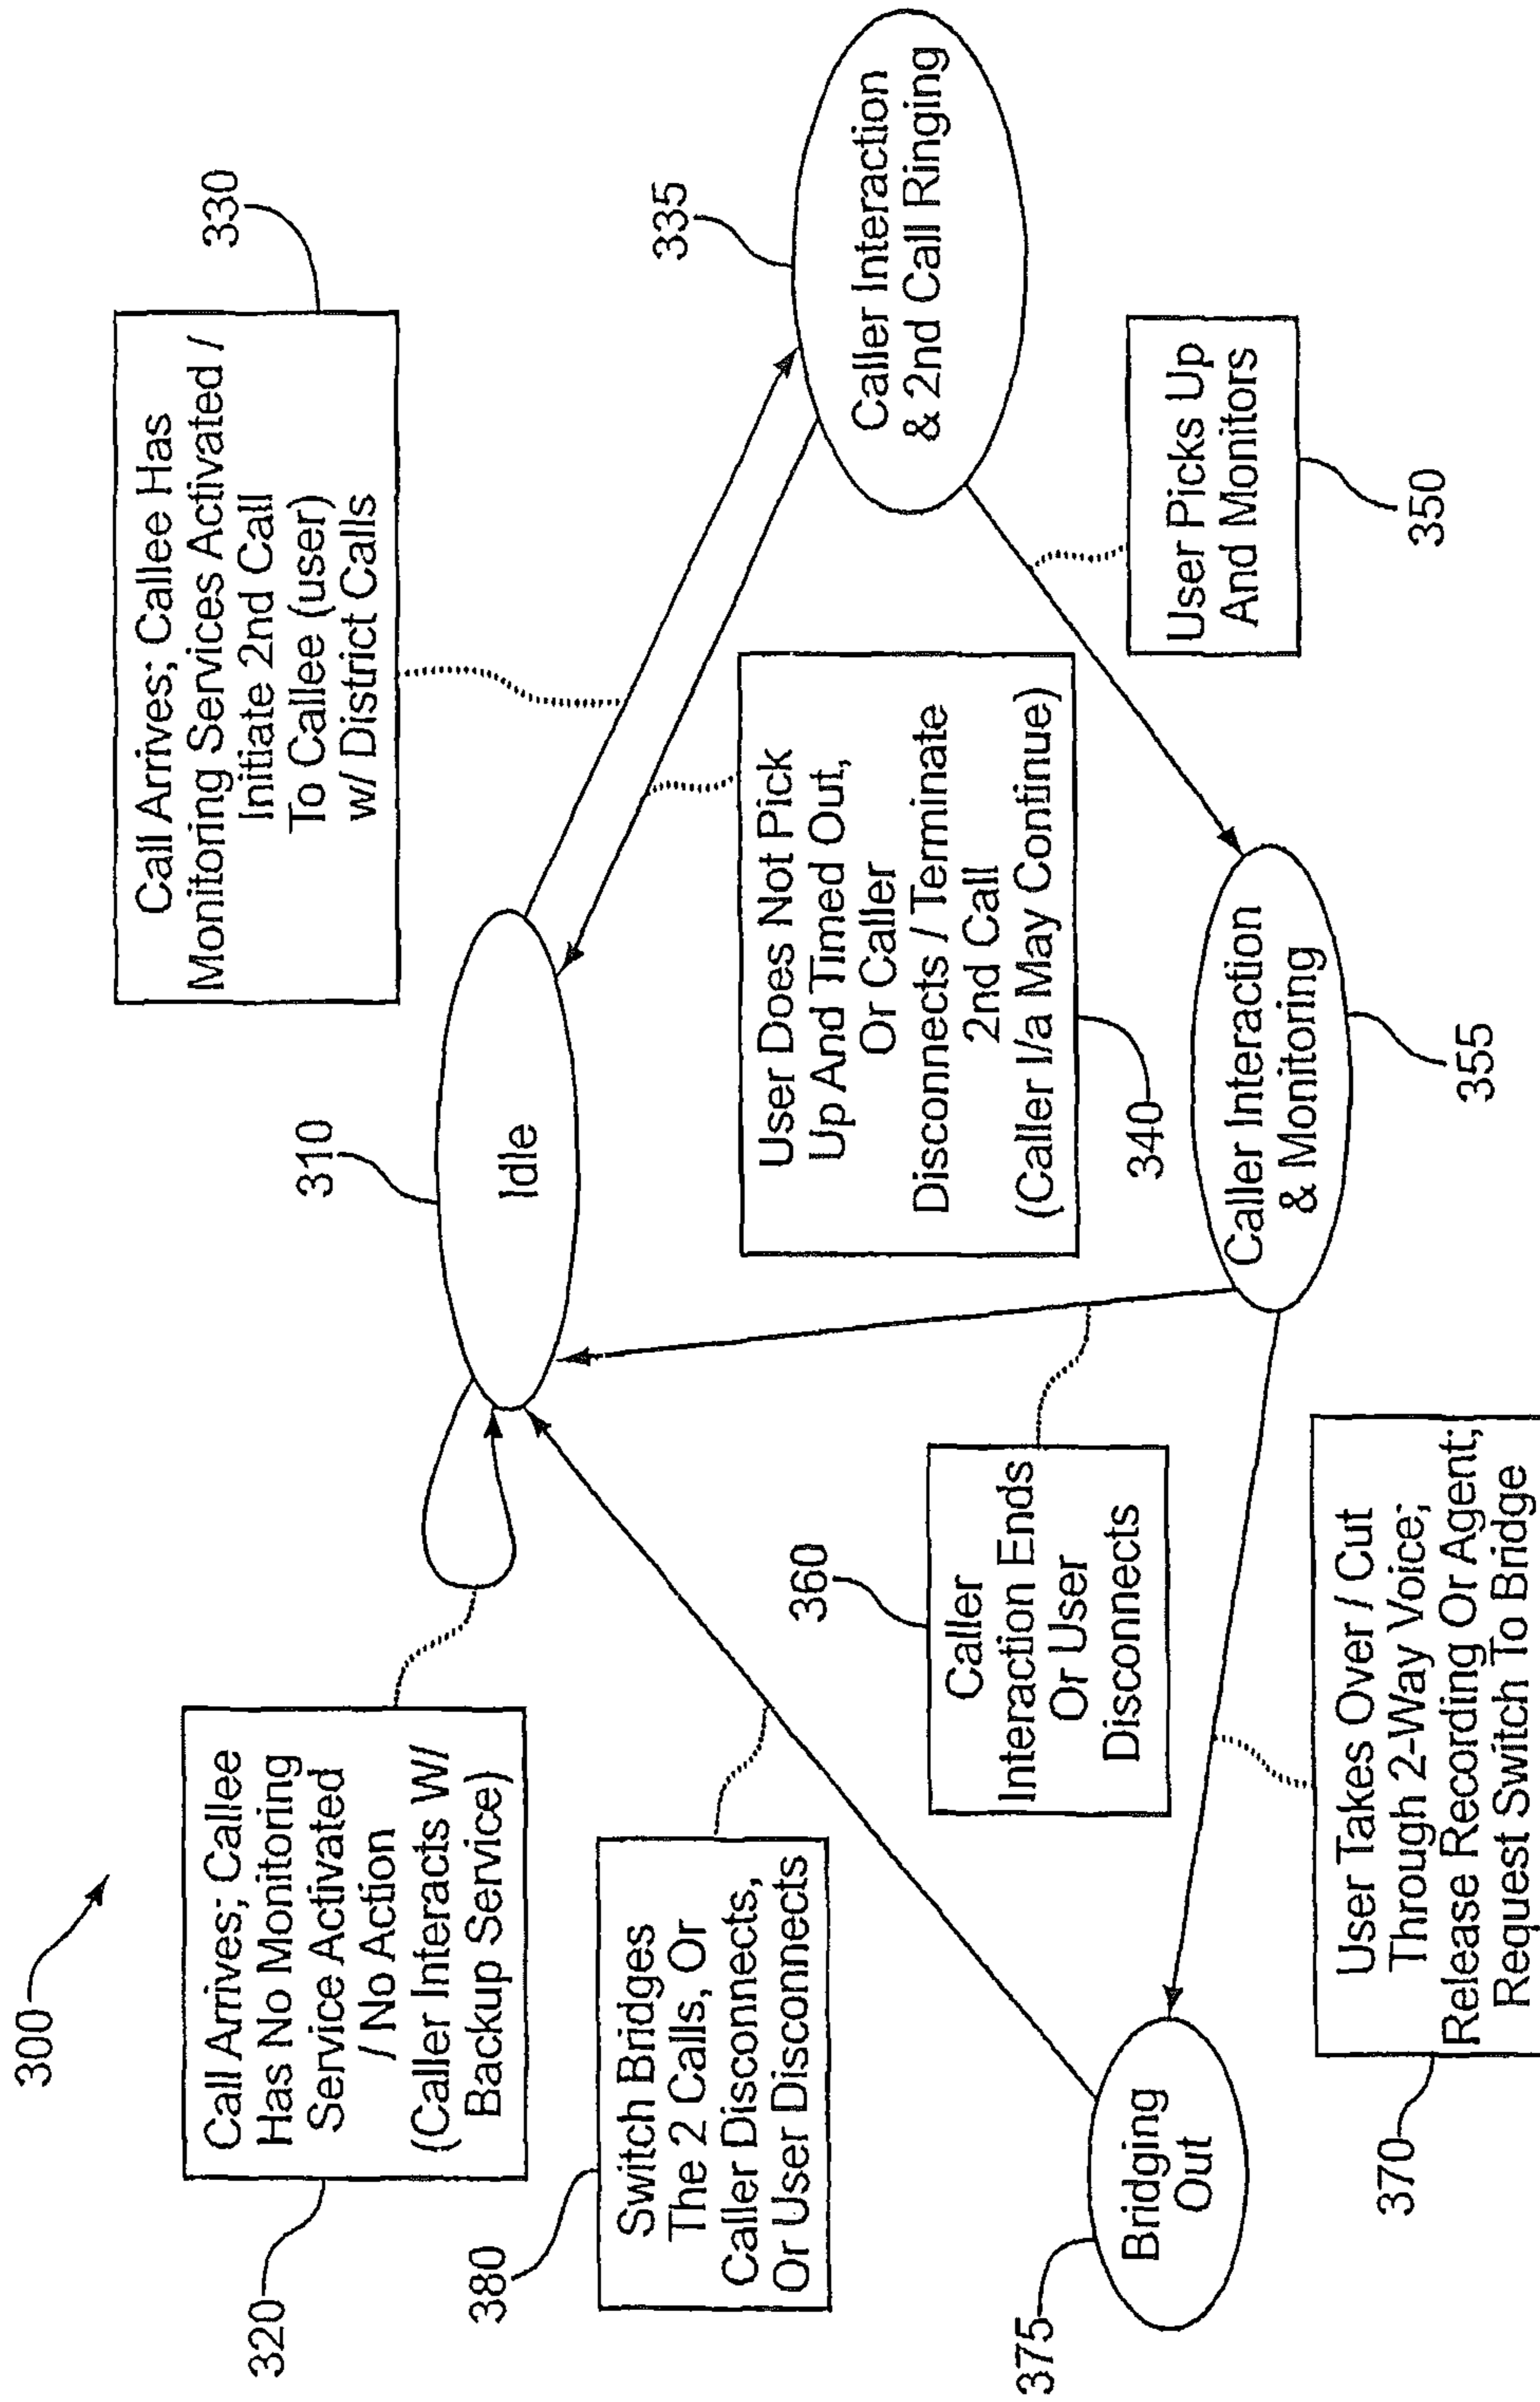 300
320
Call Arrives; Callee
Has No Monitoring
Service Activated
/ No Action
(Caller Interacts W/
Backup Service)
310
Idle
330
Call Arrives; Callee Has
Monitoring Services Activated /
Initiate 2nd Call
To Callee (user)
w/ District Calls
335
Caller Interaction
& 2nd Call Ringing
380
Switch Bridges
The 2 Calls, Or
Caller Disconnects,
Or User Disconnects
340
User Does Not Pick
Up And Timed Out,
Or Caller
Disconnects / Terminate
2nd Call
(Caller I/a May Continue)
360
Caller
Interaction Ends
Or User
Disconnects
350
User Picks Up
And Monitors
375
Bridging
Out
355
Caller Interaction
& Monitoring
370
User Takes Over / Cut
Through 2-Way Voice;
Release Recording Or Agent;
Request Switch To Bridge